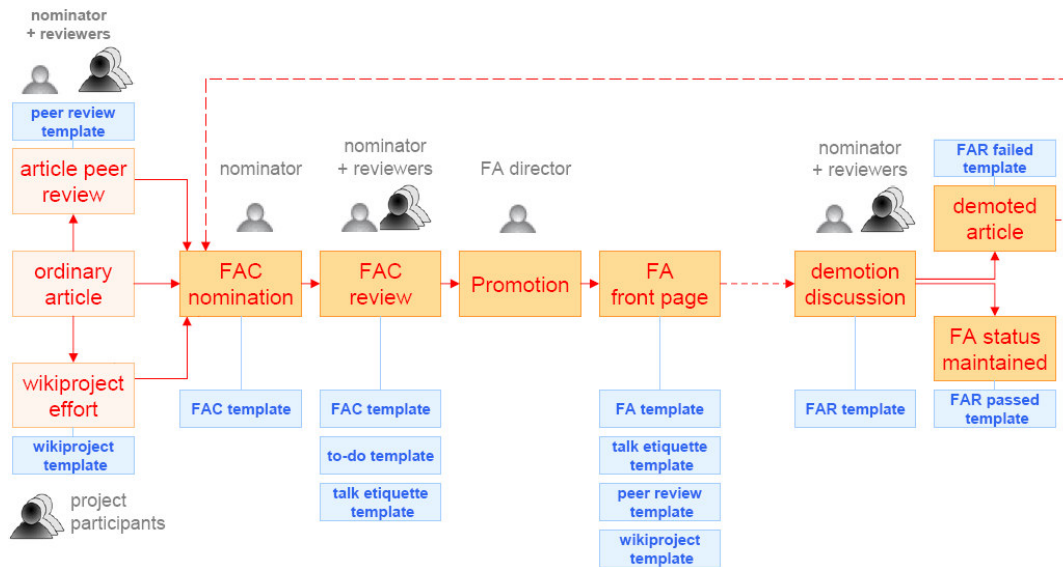 nominator
+ reviewers
peer review
template
article peer
review
ordinary
article
wikiproject
effort
wikiproject
template
project
participants
nominator
FAC
nomination
FAC template
nominator
+ reviewers
FAC
review
FAC template
to-do template
talk etiquette
template
FA director
Promotion
FA
front page
FA template
talk etiquette
template
peer review
template
wikiproject
template
nominator
+ reviewers
demotion
discussion
FAR template
FAR failed
template
demoted
article
FA status
maintained
FAR passed
template